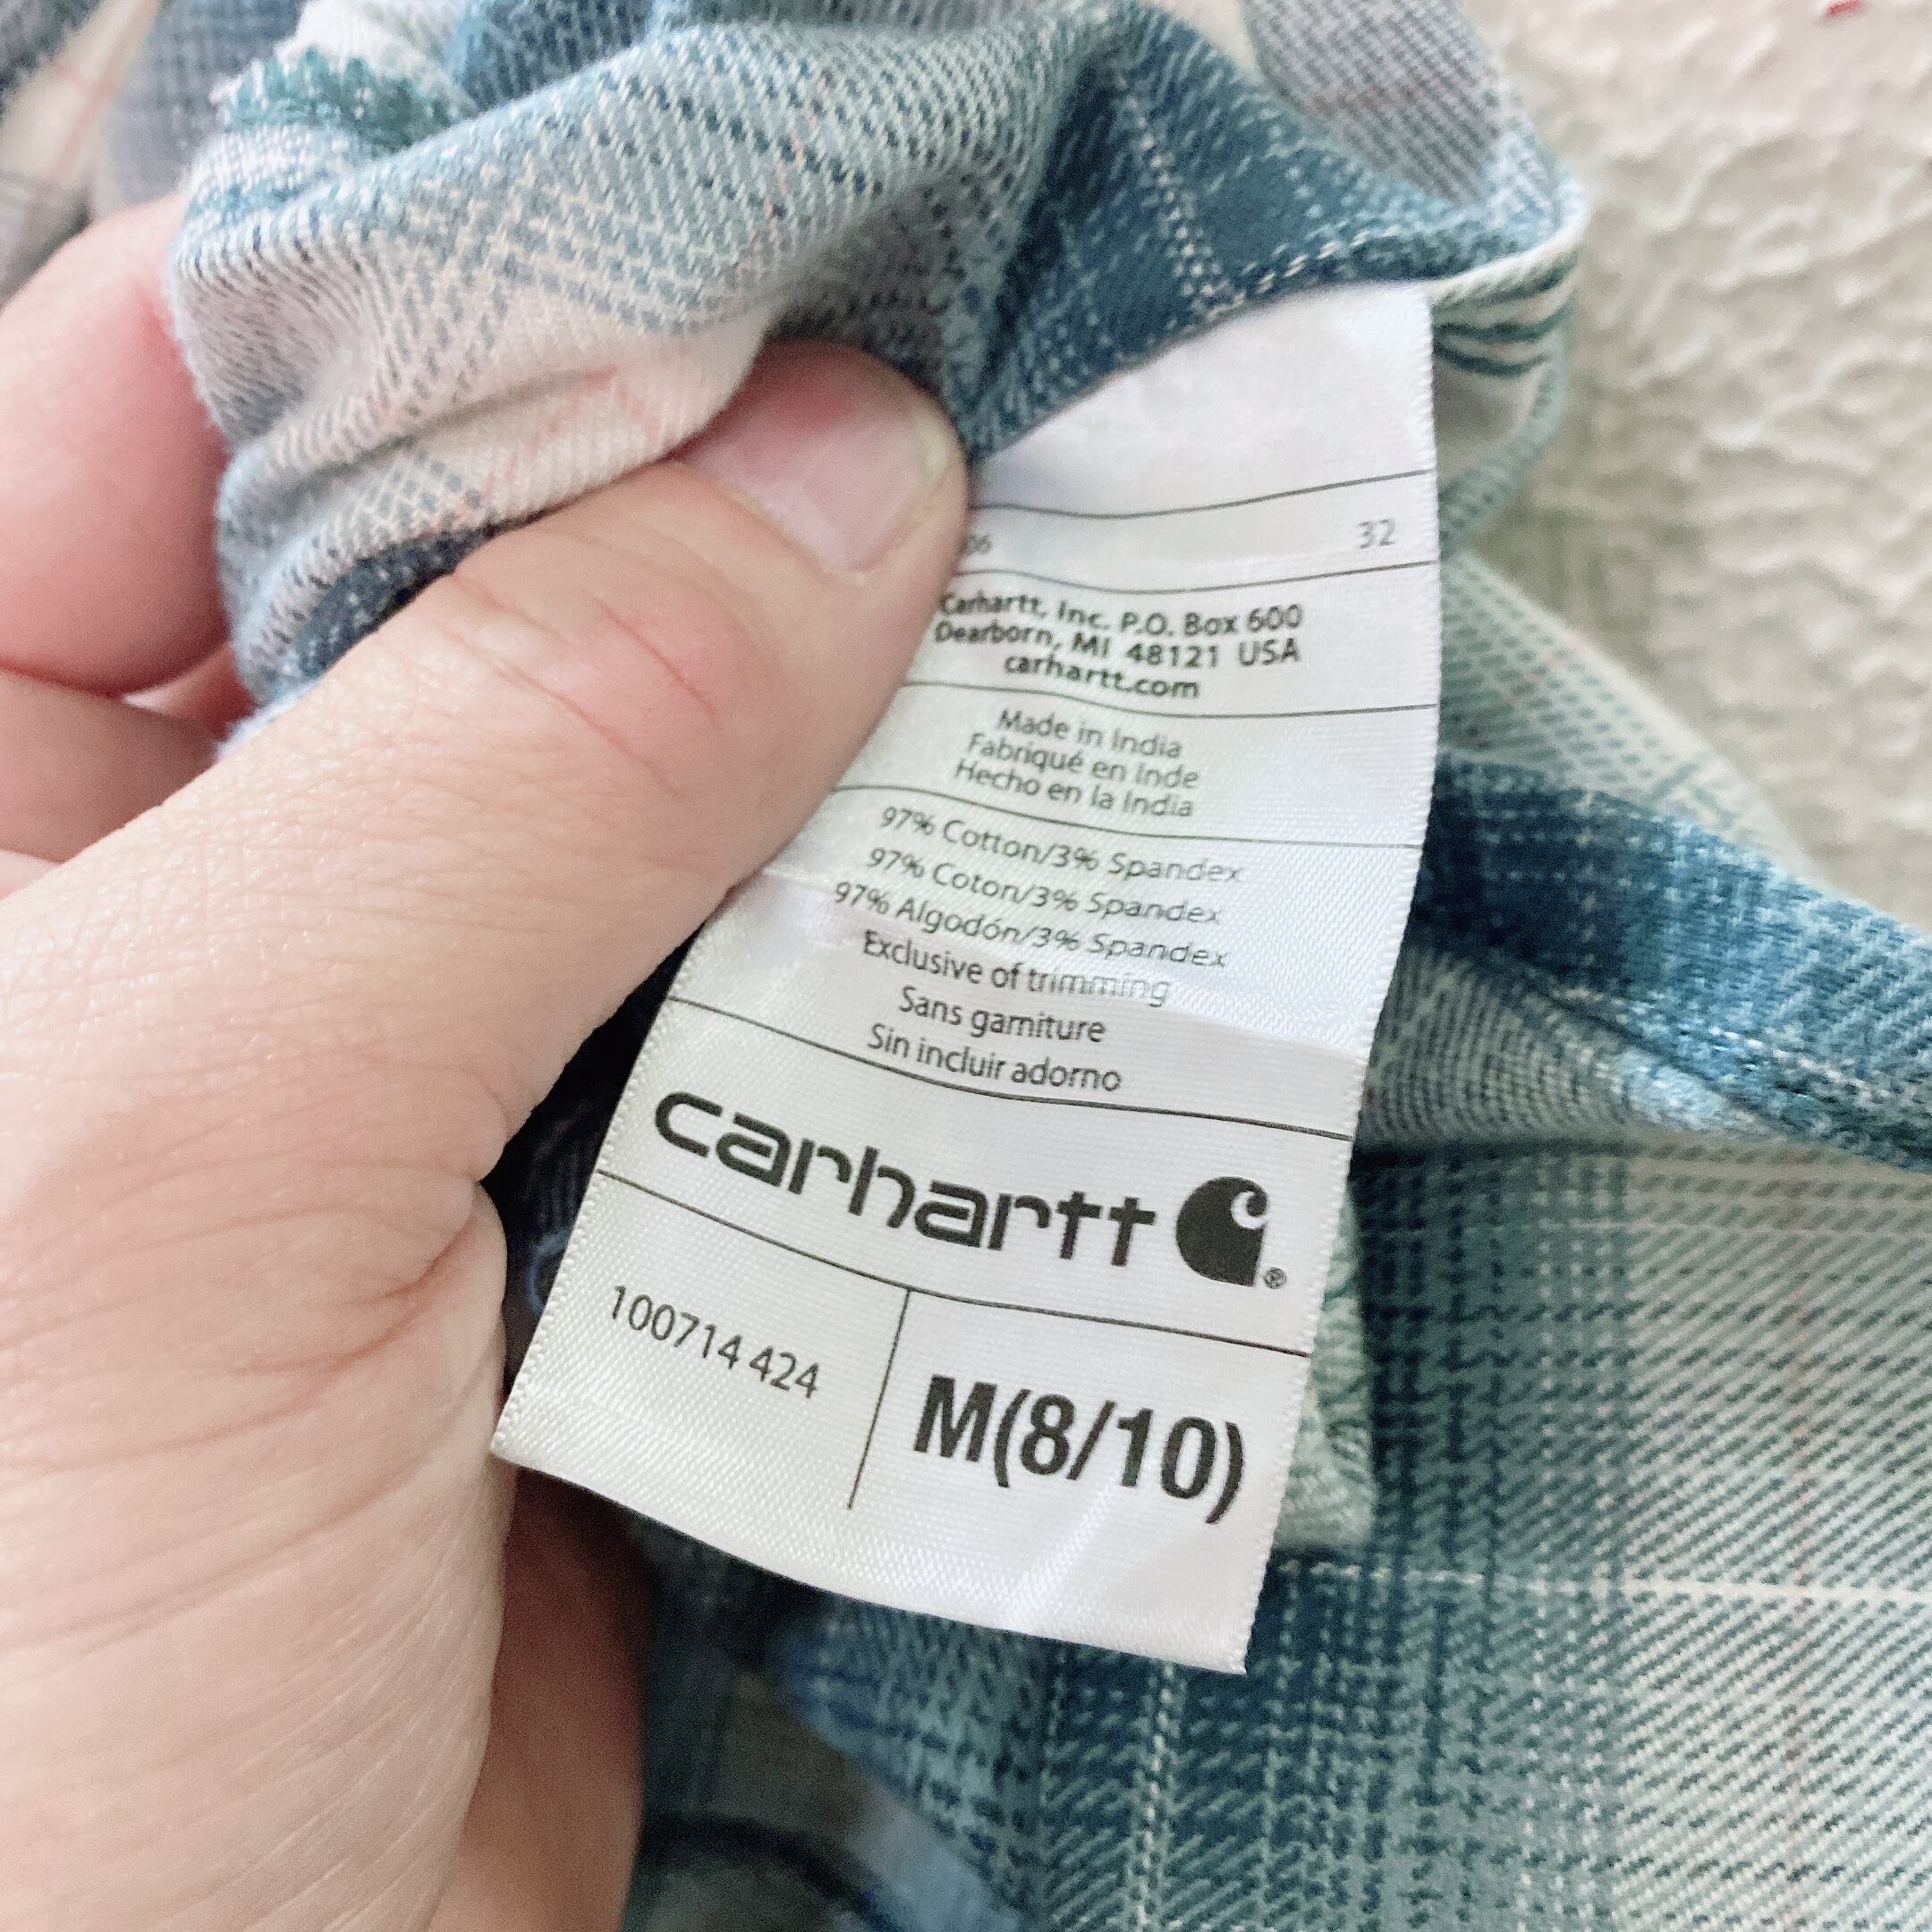 32
Carhartt, Inc. P.O. Box 600
Dearborn, MI 48121 USA
carhartt.com
Made in India
Fabriqué en Inde
Hecho en la India
97% Cotton/3% Spandex
97% Coton/3% Spandex
97% Algodón/3% Spandex
Exclusive of trimming
Sans garniture
Sin incluir adorno
carhartt ®
100714 424
M(8/10)